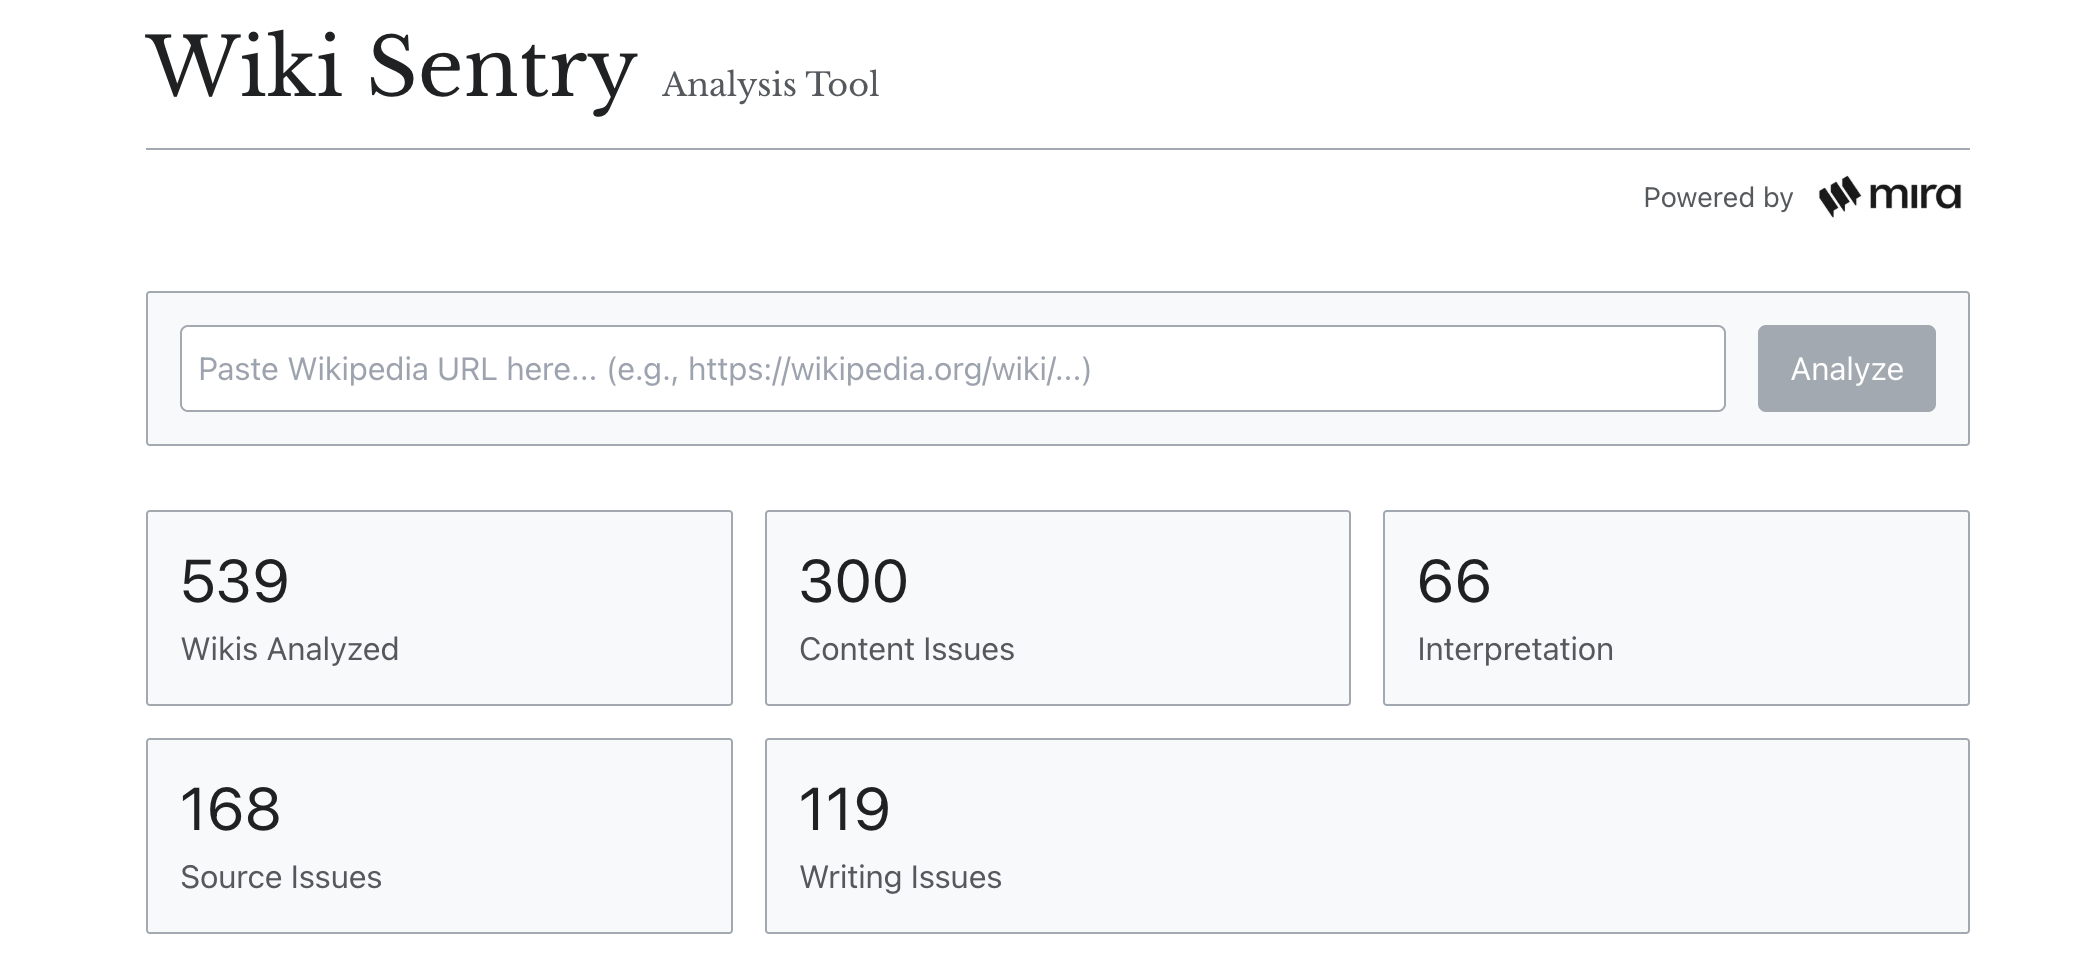 Wiki Sentry Analysis Tool
Powered by mira
Paste Wikipedia URL here... (e.g., https://wikipedia.org/wiki/...)
Analyze
539
Wikis Analyzed
300
Content Issues
66
Interpretation
168
Source Issues
119
Writing Issues